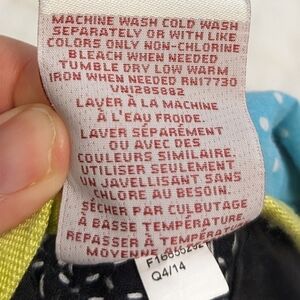 MACHINE WASH COLD WASH
SEPARATELY OR WITH LIKE
COLORS ONLY NON-CHLORINE
BLEACH WHEN NEEDED
TUMBLE DRY LOW WARM
IRON WHEN NEEDED RN17730
VN1285882
LAVER À LA MACHINE
À L'EAU FROIDE.
LAVER SÉPARÉMENT
OU AVEC DES
COULEURS SIMILAIRE.
UTILISER SEULEMENT
UN JAVELLISANT SANS
CHLORE AU BESOIN.
SÉCHER PAR CULBUTAGE
À BASSE TEMPÉRATURE.
REPASSER À TEMPÉRATURE
MOYENNE
Q4/14